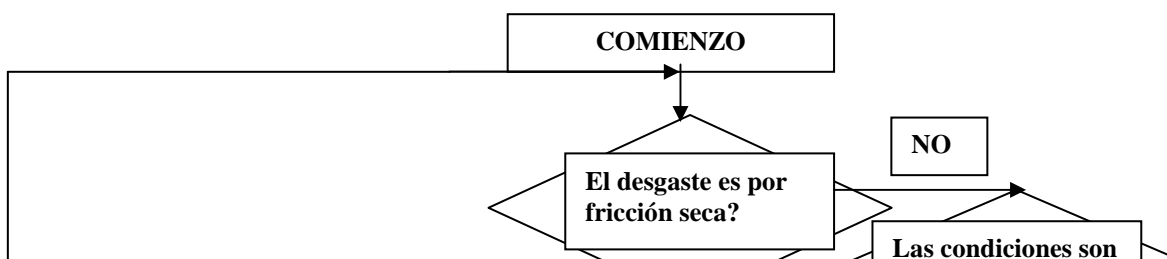 COMIENZO
NO
El desgaste es por
fricción seca?
Las condiciones son